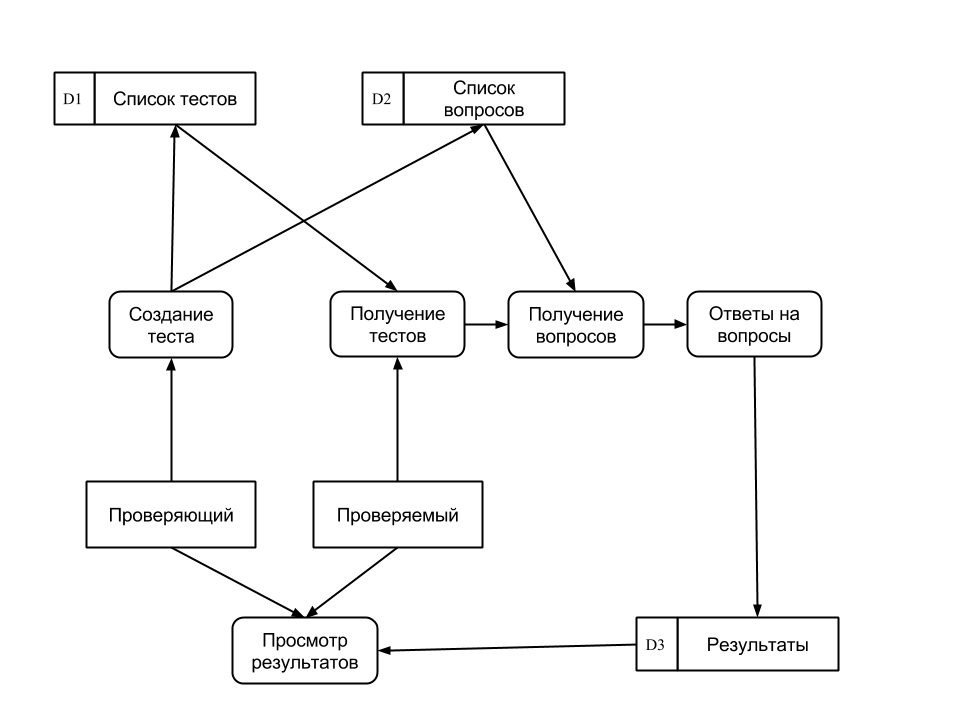 D1
Список тестов
D2
Список
вопросов
Создание
теста
Получение
тестов
Получение
вопросов
Ответы на
вопросы
Проверяющий
Проверяемый
Просмотр
результатов
D3
Результаты